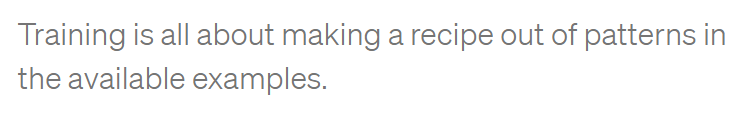 Training is all about making a recipe out of patterns in
the available examples.